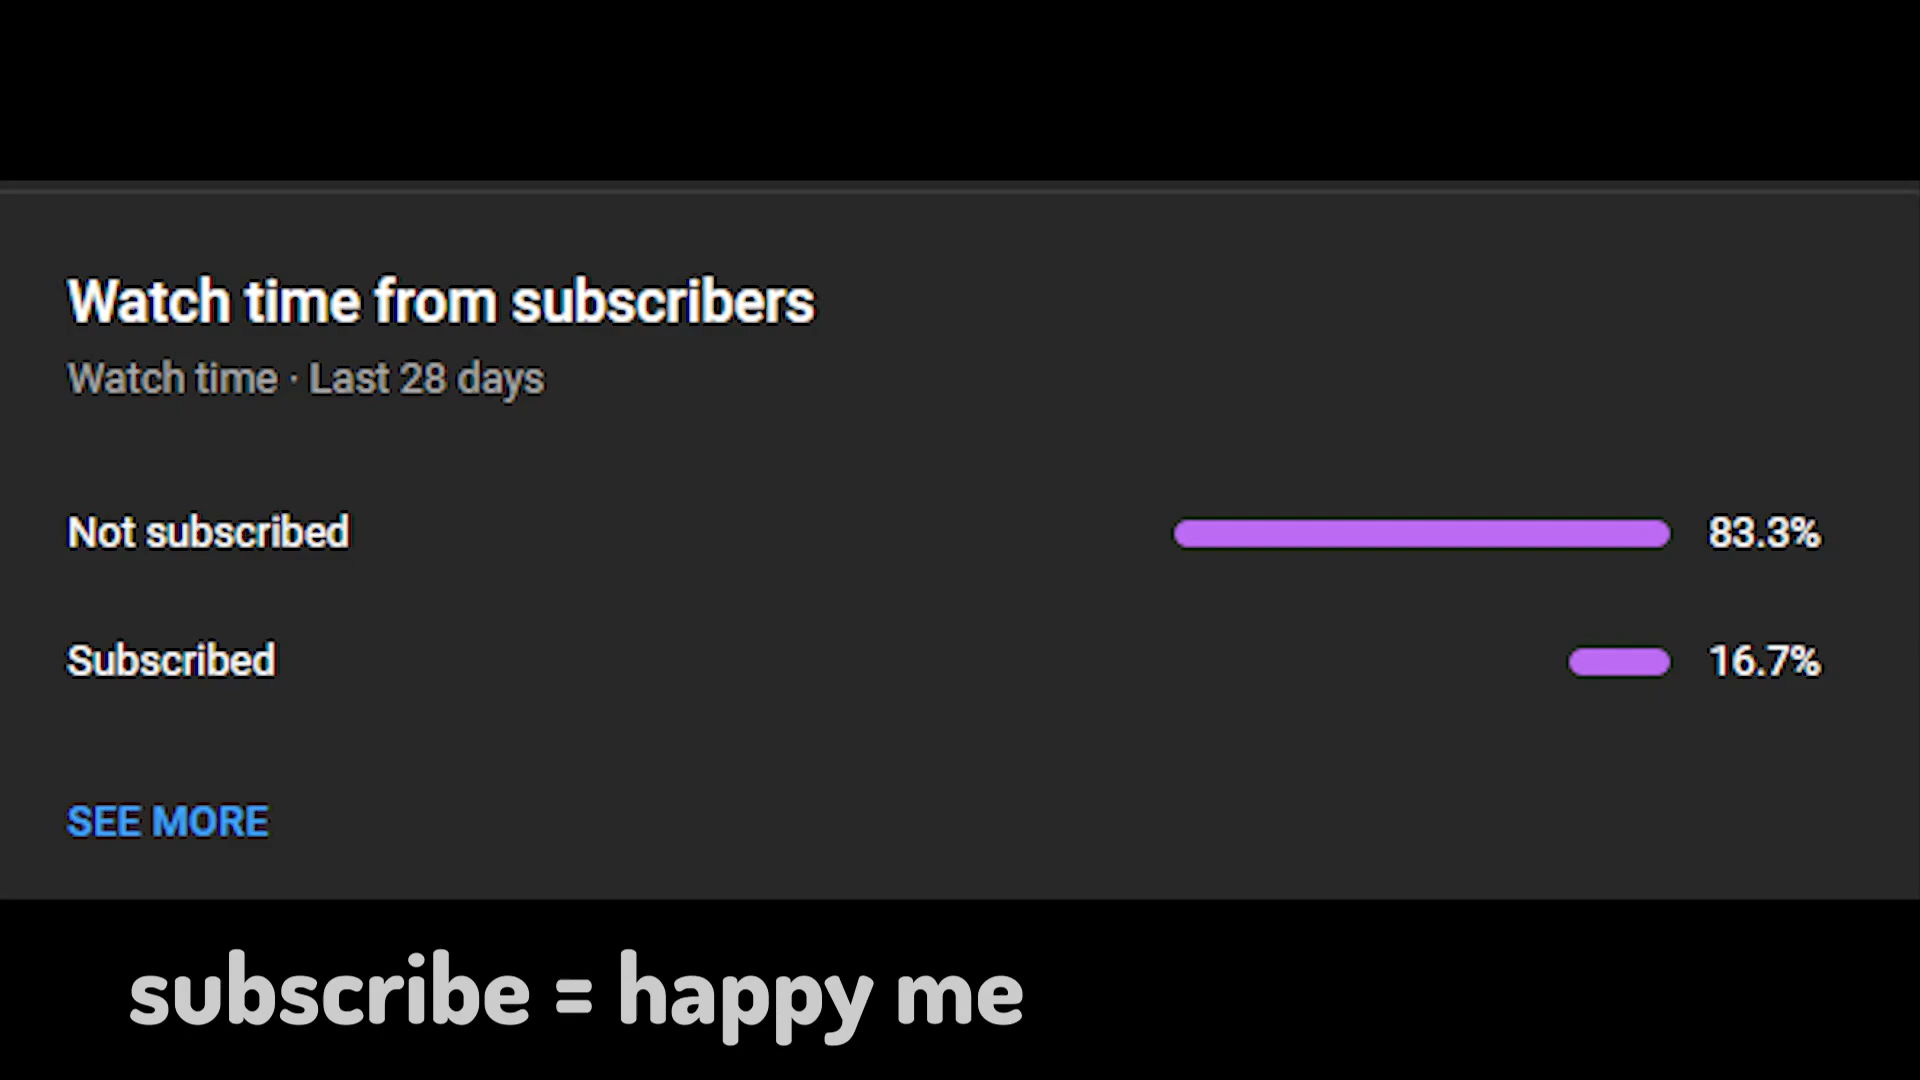 Watch time from subscribers
Watch time · Last 28 days
Not subscribed 83.3%
Subscribed 16.7%
SEE MORE
subscribe = happy me